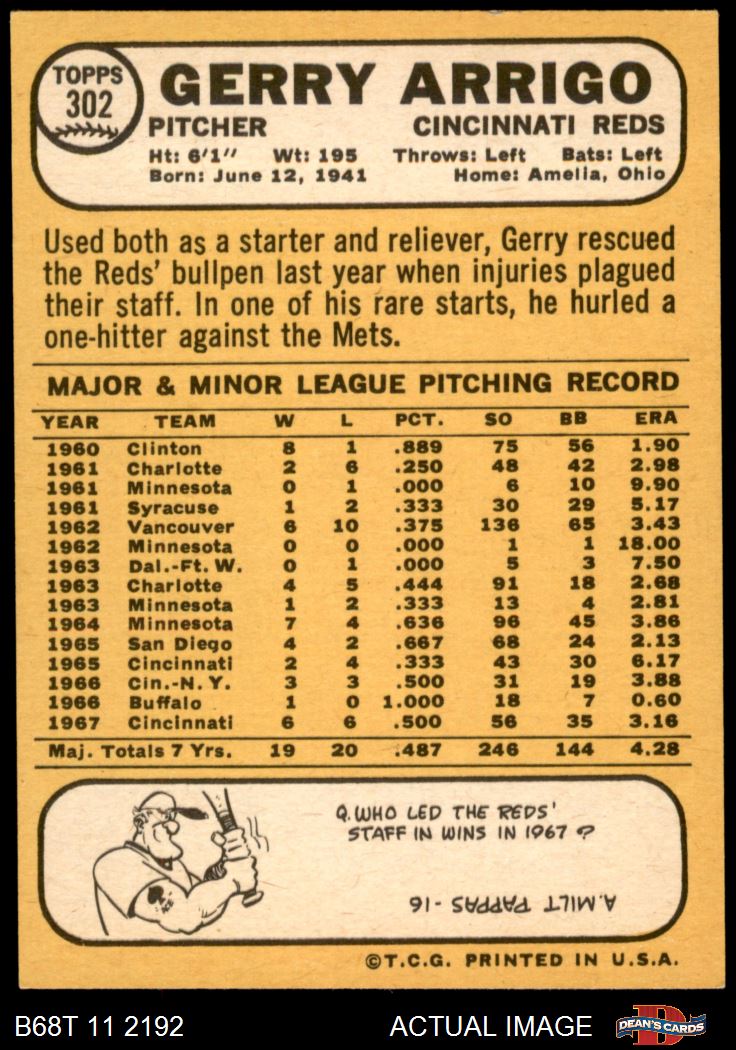 TOPPS
302
GERRY ARRIGO
PITCHER CINCINNATI REDS
Ht: 6'1" Wt: 195 Throws: Left Bats: Left
Born: June 12, 1941 Home: Amelia, Ohio
Used both as a starter and reliever, Gerry rescued
the Reds' bullpen last year when injuries plagued
their staff. In one of his rare starts, he hurled a
one-hitter against the Mets.
MAJOR & MINOR LEAGUE PITCHING RECORD
YEAR TEAM W L PCT. SO BB ERA
1960 Clinton 8 1 .889 75 56 1.90
1961 Charlotte 2 6 .250 48 42 2.98
1961 Minnesota 0 1 .000 6 10 9.90
1961 Syracuse 1 2 .333 30 29 5.17
1962 Vancouver 6 10 .375 136 65 3.43
1962 Minnesota 0 0 .000 1 1 18.00
1963 Dal.-Ft. W. 0 1 .000 5 3 7.50
1963 Charlotte 4 5 .444 91 18 2.68
1963 Minnesota 1 2 .333 13 4 2.81
1964 Minnesota 7 4 .636 96 45 3.86
1965 San Diego 4 2 .667 68 24 2.13
1965 Cincinnati 2 4 .333 43 30 6.17
1966 Cin.-N. Y. 3 3 .500 31 19 3.88
1966 Buffalo 1 0 1.000 18 7 0.60
1967 Cincinnati 6 6 .500 56 35 3.16
Maj. Totals 7 Yrs. 19 20 .487 246 144 4.28
Q. WHO LED THE REDS'
STAFF IN WINS IN 1967 ?
A. MILT PAPPAS - 16
ACE
©T.C.G. PRINTED IN U.S.A.
B68T 11 2192 ACTUAL IMAGE
D
DEAN'S CARDS